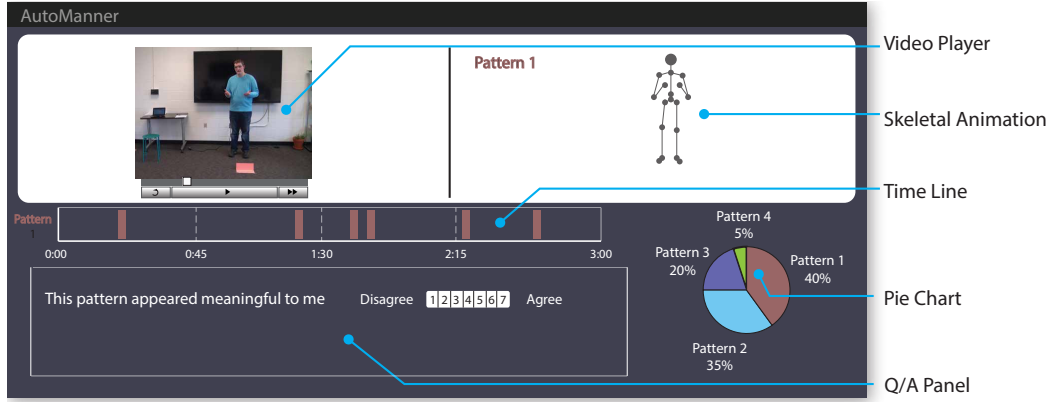 AutoManner
Video Player
Pattern 1
Skeletal Animation
Time Line
Pattern
1
0:00 0:45 1:30 2:15 3:00
Pattern 4
5%
Pattern 3
20%
Pattern 1
40%
Pattern 2
35%
Pie Chart
This pattern appeared meaningful to me Disagree 1 2 3 4 5 6 7 Agree
Q/A Panel